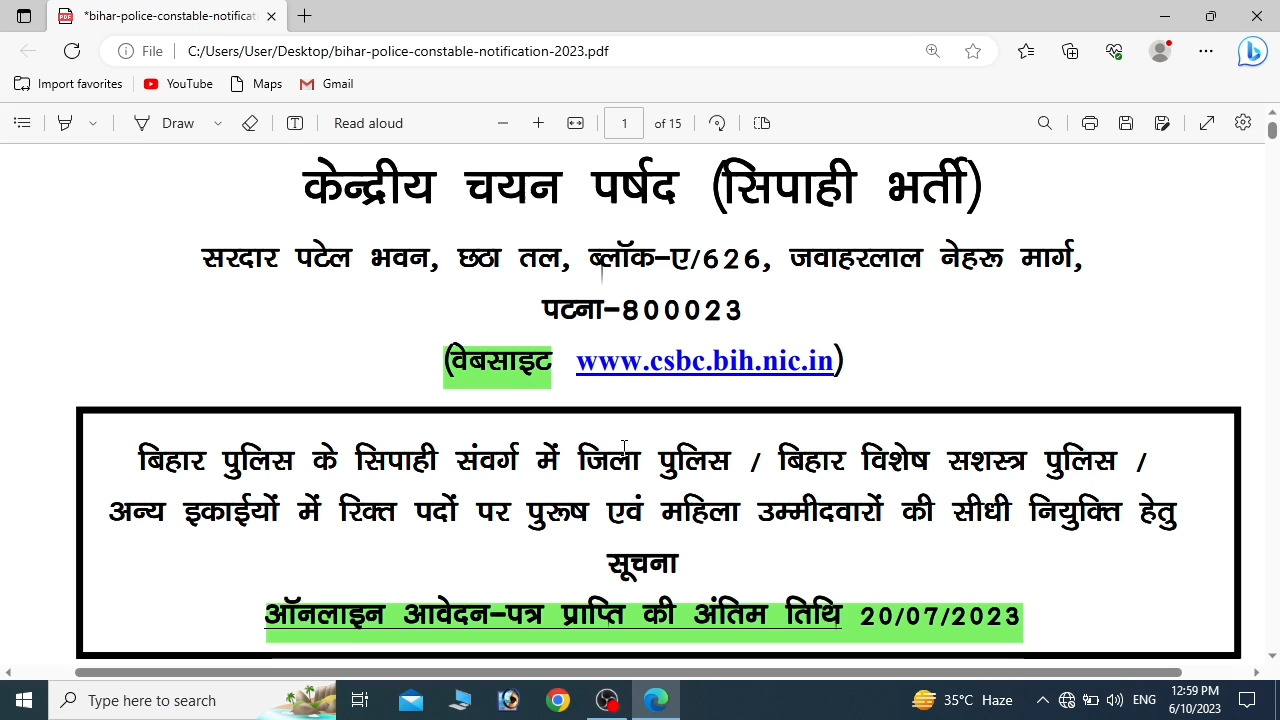 *bihar-police-constable-notificat
File C:/Users/User/Desktop/bihar-police-constable-notification-2023.pdf
Import favorites YouTube Maps Gmail
Draw Read aloud 1 of 15
केन्द्रीय चयन पर्षद (सिपाही भर्ती)
सरदार पटेल भवन, छठा तल, ब्लॉक-ए/626, जवाहरलाल नेहरू मार्ग,
पटना-800023
(वेबसाइट www.csbc.bih.nic.in)
बिहार पुलिस के सिपाही संवर्ग में जिला पुलिस / बिहार विशेष सशस्त्र पुलिस /
अन्य इकाईयों में रिक्त पदों पर पुरूष एवं महिला उम्मीदवारों की सीधी नियुक्ति हेतु
सूचना
ऑनलाइन आवेदन-पत्र प्राप्ति की अंतिम तिथि 20/07/2023
Type here to search 35°C Haze ENG 12:59 PM
6/10/2023